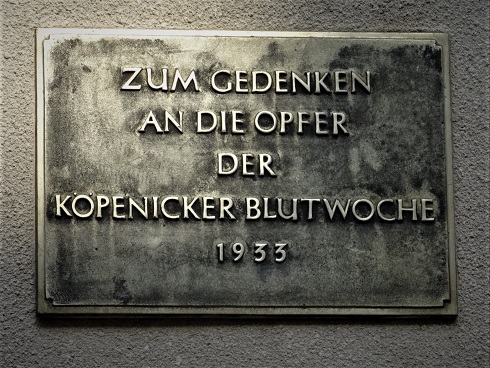 ZUM GEDENKEN
AN DIE OPFER
DER
KÖPENICKER BLUTWOCHE
1933